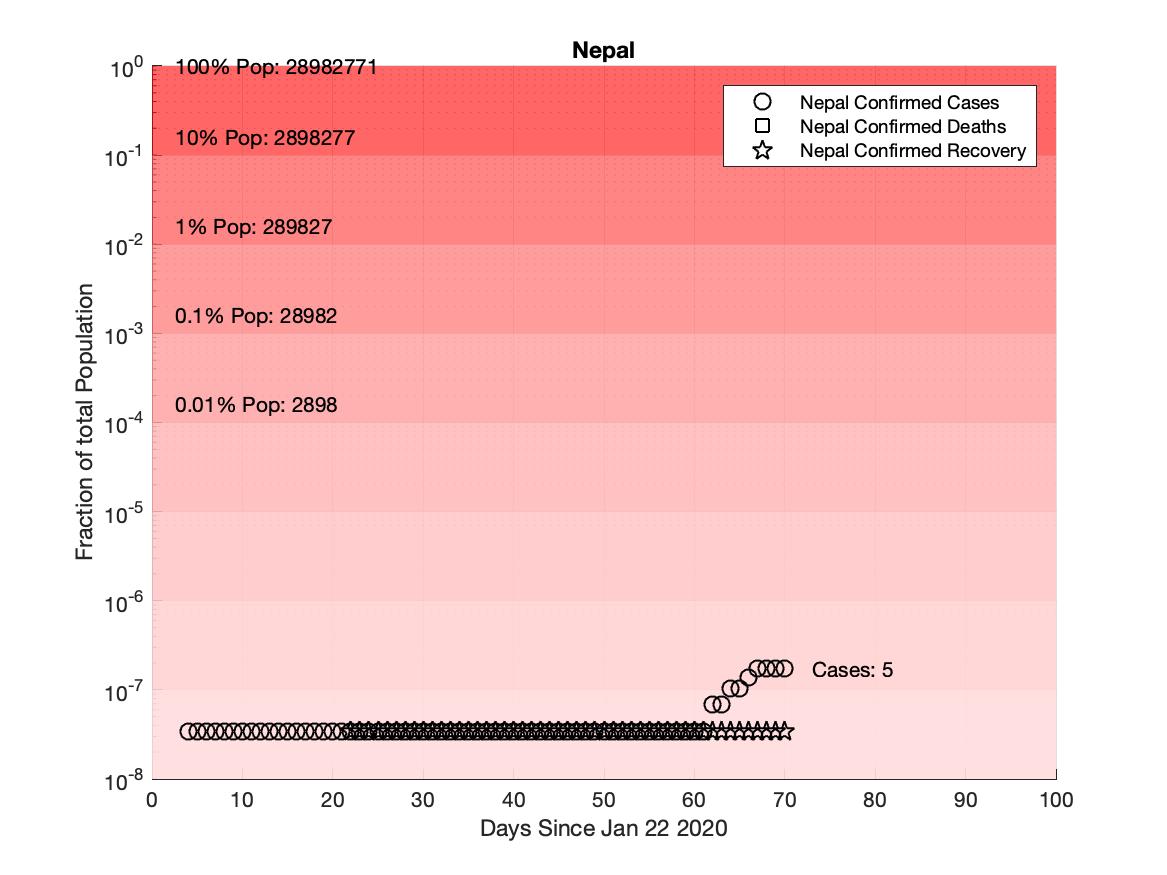 Nepal
10^0
10^-1
10^-2
10^-3
10^-4
10^-5
10^-6
10^-7
10^-8
Fraction of total Population
100% Pop: 28982771
10% Pop: 2898277
1% Pop: 289827
0.1% Pop: 28982
0.01% Pop: 2898
Nepal Confirmed Cases
Nepal Confirmed Deaths
Nepal Confirmed Recovery
Cases: 5
0 10 20 30 40 50 60 70 80 90 100
Days Since Jan 22 2020